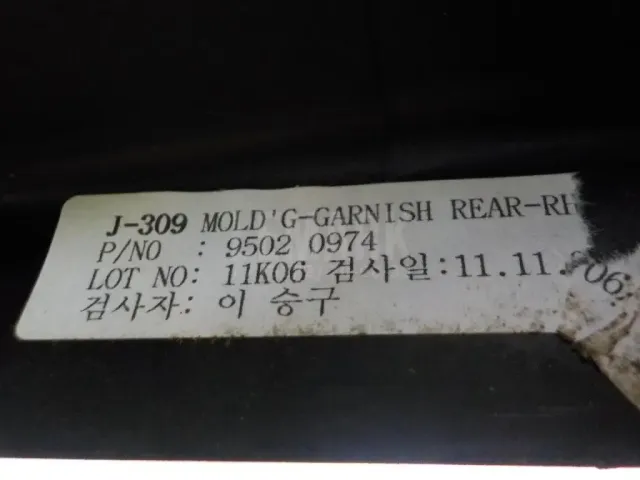 J-309 MOLD'G-GARNISH REAR-RH
P/NO : 9502 0974
LOT NO: 11K06 검사일:11.11.06.
검사자: 이 승구